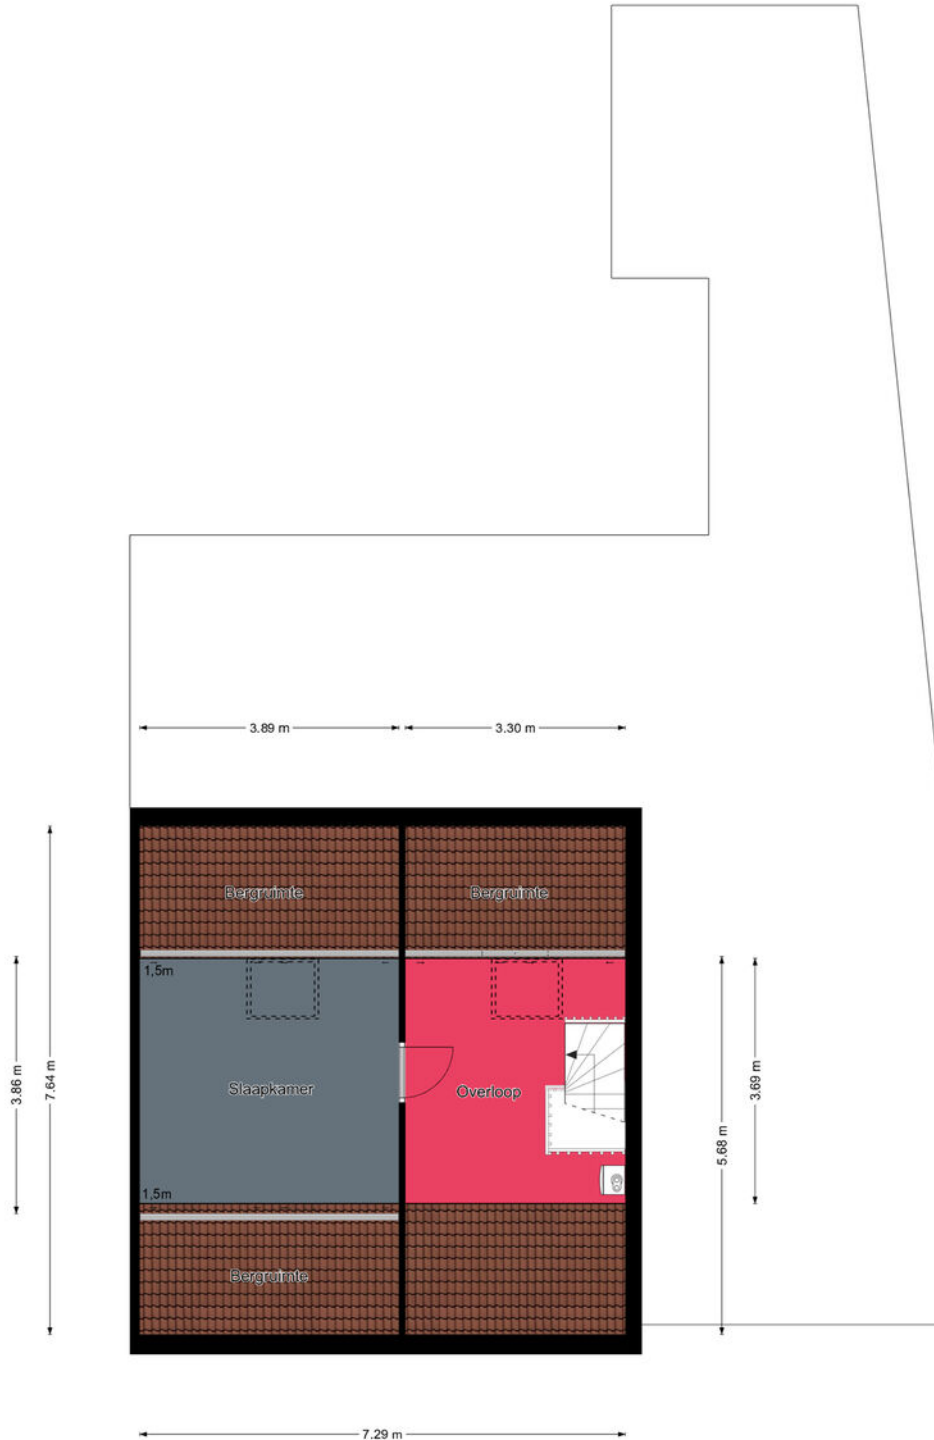 3.89 m
3.30 m
Bergruimte
Bergruimte
1,5m
3.86 m
7.64 m
Slaapkamer
Overloop
3.69 m
5.68 m
1,5m
Bergruimte
7.29 m